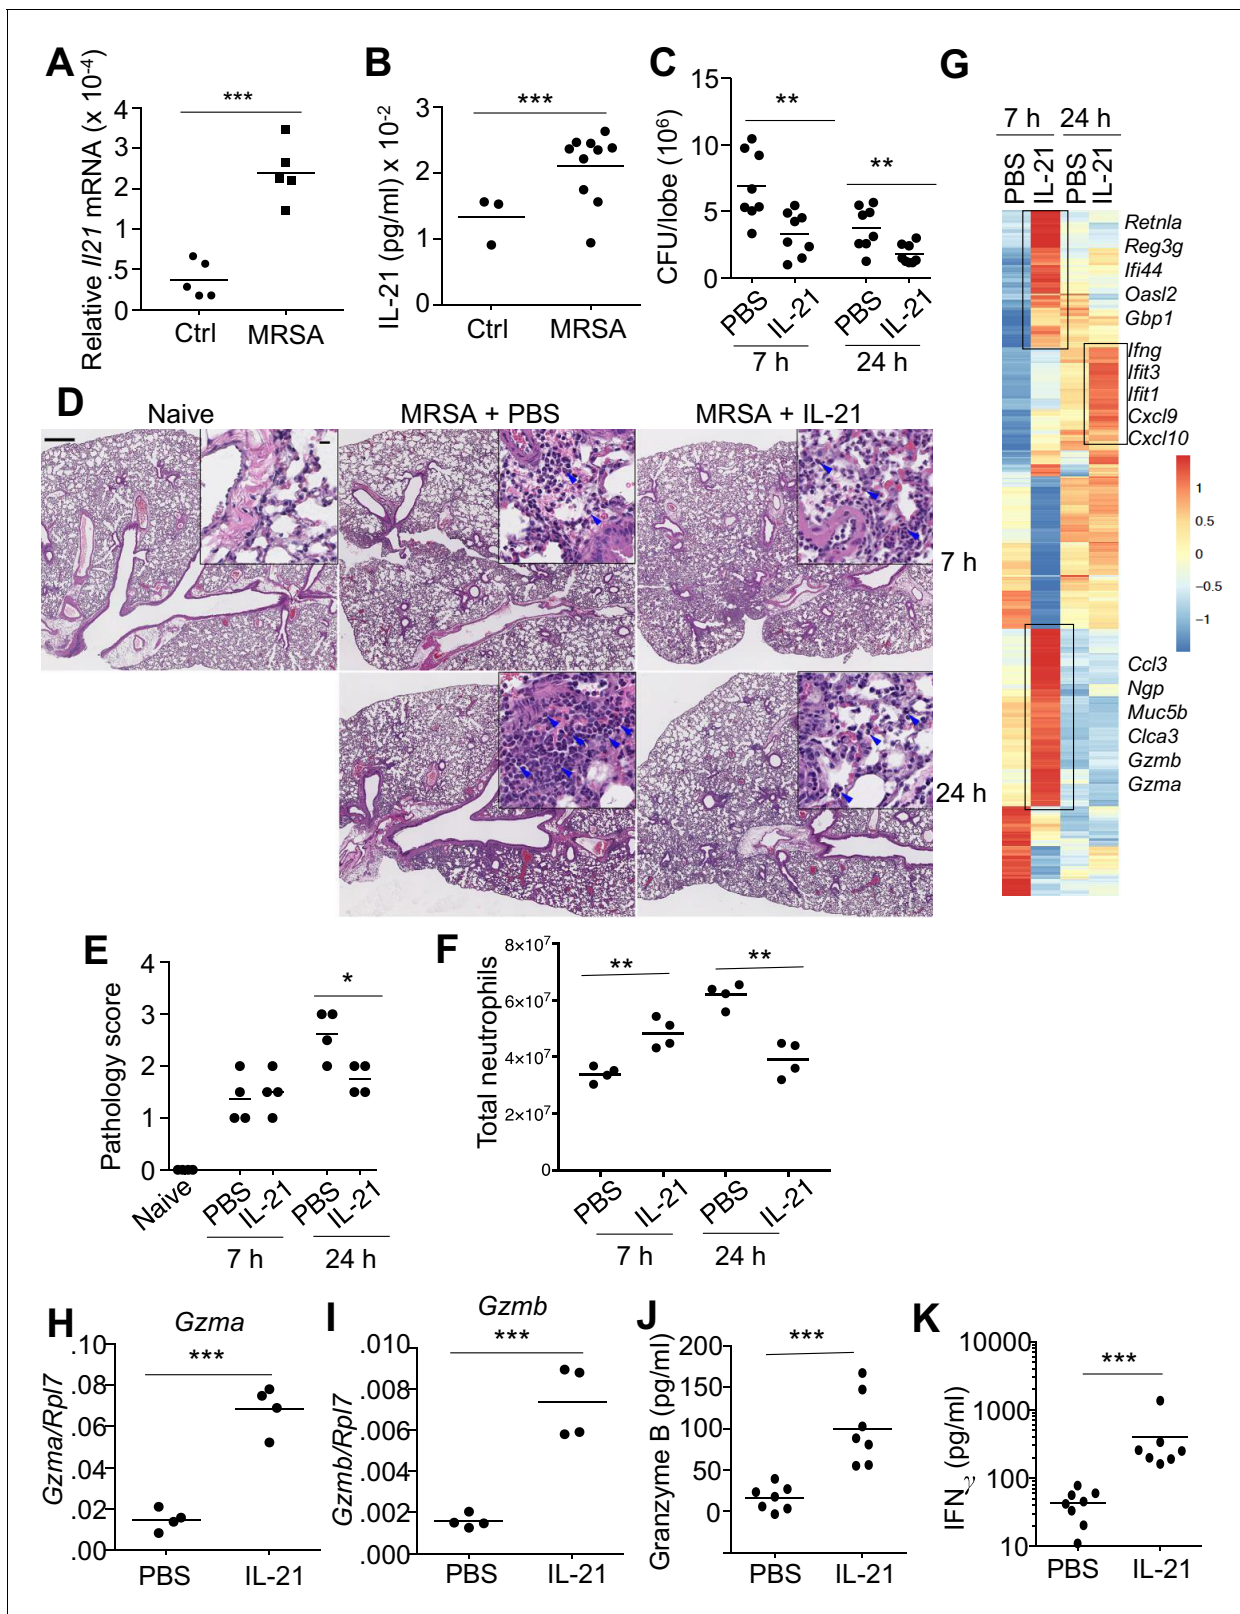 A
Relative Il21 mRNA (x 10-4)
***
4
3
2
1
.5
0
Ctrl MRSA
B
IL-21 (pg/ml) x 10-2
***
3
2
1
0
Ctrl MRSA
C
CFU/lobe (106)
15
10
5
0
**
**
PBS IL-21 PBS IL-21
7 h 24 h
G
7 h 24 h
PBS IL-21 PBS IL-21
Retnla
Reg3g
Ifi44
Oasl2
Gbp1
Ifng
Ifit3
Ifit1
Cxcl9
Cxcl10
1
0.5
0
−0.5
−1
Ccl3
Ngp
Muc5b
Clca3
Gzmb
Gzma
D
Naive MRSA + PBS MRSA + IL-21
7 h
24 h
E
Pathology score
4
3
2
1
0
*
Naive PBS IL-21 PBS IL-21
7 h 24 h
F
Total neutrophils
8×107
6×107
4×107
2×107
0
**
**
PBS IL-21 PBS IL-21
7 h 24 h
H
Gzma
***
Gzma/Rpl7
.10
.08
.06
.04
.02
.00
PBS IL-21
I
Gzmb
***
Gzmb/Rpl7
.010
.008
.006
.004
.002
.000
PBS IL-21
J
Granzyme B (pg/ml)
***
200
150
100
50
0
PBS IL-21
K
IFNγ (pg/ml)
***
10000
1000
100
10
PBS IL-21